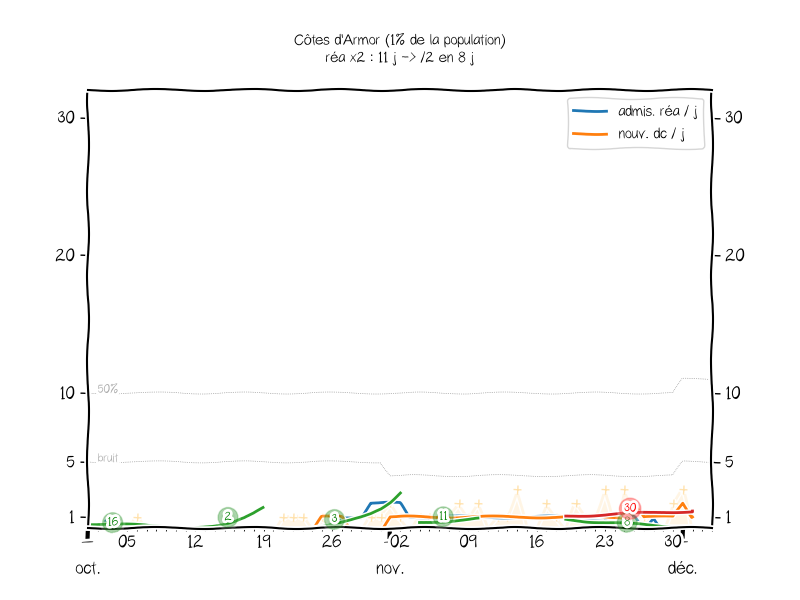 Côtes d'Armor (1% de la population)
réa x2 : 11 j -> /2 en 8 j
admis. réa / j
nouv. dc / j
30 30
20 20
10 50% 10
5 bruit 5
1 16 2 3 11 30 8 1
05 12 19 26 02 09 16 23 30
oct. nov. déc.